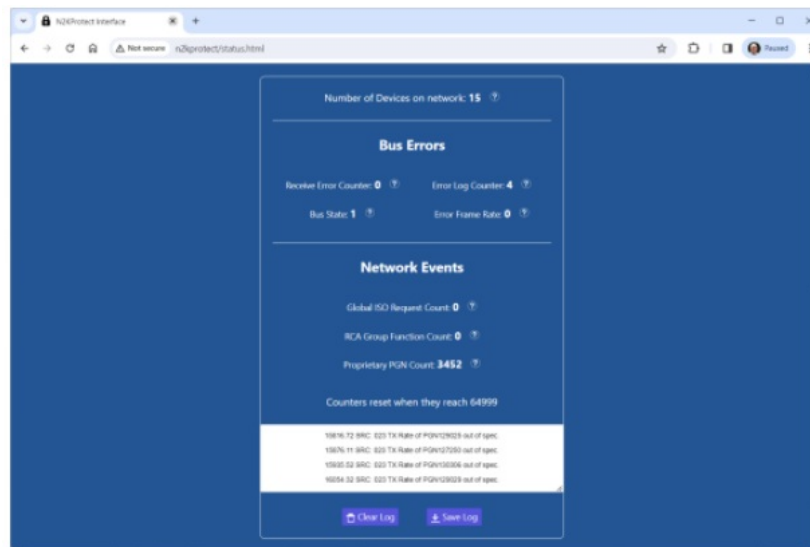 N2KProtect Interface
Not secure n2kprotect/status.html
Paused
Number of Devices on network: 15 ?
Bus Errors
Receive Error Counter: 0 ? Error Log Counter: 4 ?
Bus State: 1 ? Error Frame Rate: 0 ?
Network Events
Global ISO Request Count: 0 ?
RCA Group Function Count: 0 ?
Proprietary PGN Count: 3452 ?
Counters reset when they reach 64999
SRC: 023 TX Rate of out of spec.
SRC: 023 TX Rate of out of spec.
SRC: 023 TX Rate of out of spec.
SRC: 023 TX Rate of out of spec.
Clear Log Save Log